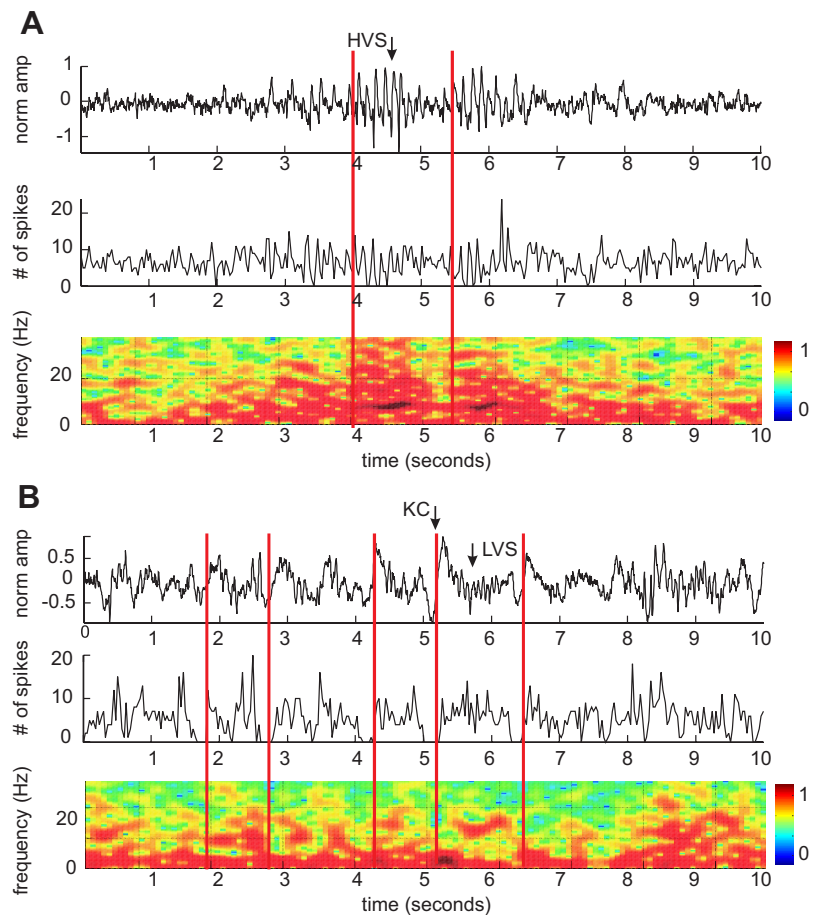 A
HVS
norm amp
1
0
-1
1 2 3 4 5 6 7 8 9 10
# of spikes
20
10
0
1 2 3 4 5 6 7 8 9 10
frequency (Hz)
20
0
1 2 3 4 5 6 7 8 9 10
1
0
time (seconds)
B
KC
LVS
norm amp
0.5
0
-0.5
0 1 2 3 4 5 6 7 8 9 10
# of spikes
20
10
0
1 2 3 4 5 6 7 8 9 10
frequency (Hz)
20
0
1 2 3 4 5 6 7 8 9 10
1
0
time (seconds)